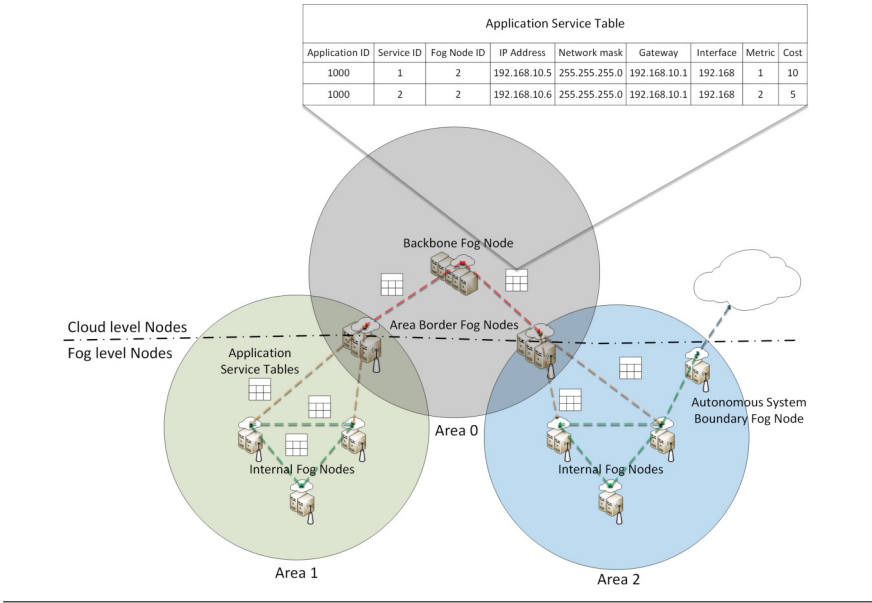 Application Service Table
Application ID Service ID Fog Node ID IP Address Network mask Gateway Interface Metric Cost
1000 1 2 192.168.10.5 255.255.255.0 192.168.10.1 192.168 1 10
1000 2 2 192.168.10.6 255.255.255.0 192.168.10.1 192.168 2 5
Backbone Fog Node
Cloud level Nodes
Area Border Fog Nodes
Fog level Nodes
Application
Service Tables
Autonomous System
Boundary Fog Node
Area 0
Internal Fog Nodes
Internal Fog Nodes
Area 1
Area 2